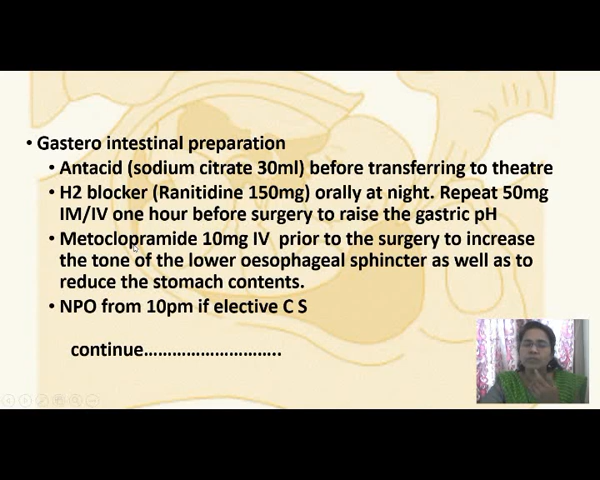 • Gastero intestinal preparation
• Antacid (sodium citrate 30ml) before transferring to theatre
• H2 blocker (Ranitidine 150mg) orally at night. Repeat 50mg
IM/IV one hour before surgery to raise the gastric pH
• Metoclopramide 10mg IV prior to the surgery to increase
the tone of the lower oesophageal sphincter as well as to
reduce the stomach contents.
• NPO from 10pm if elective C S
continue………………………..